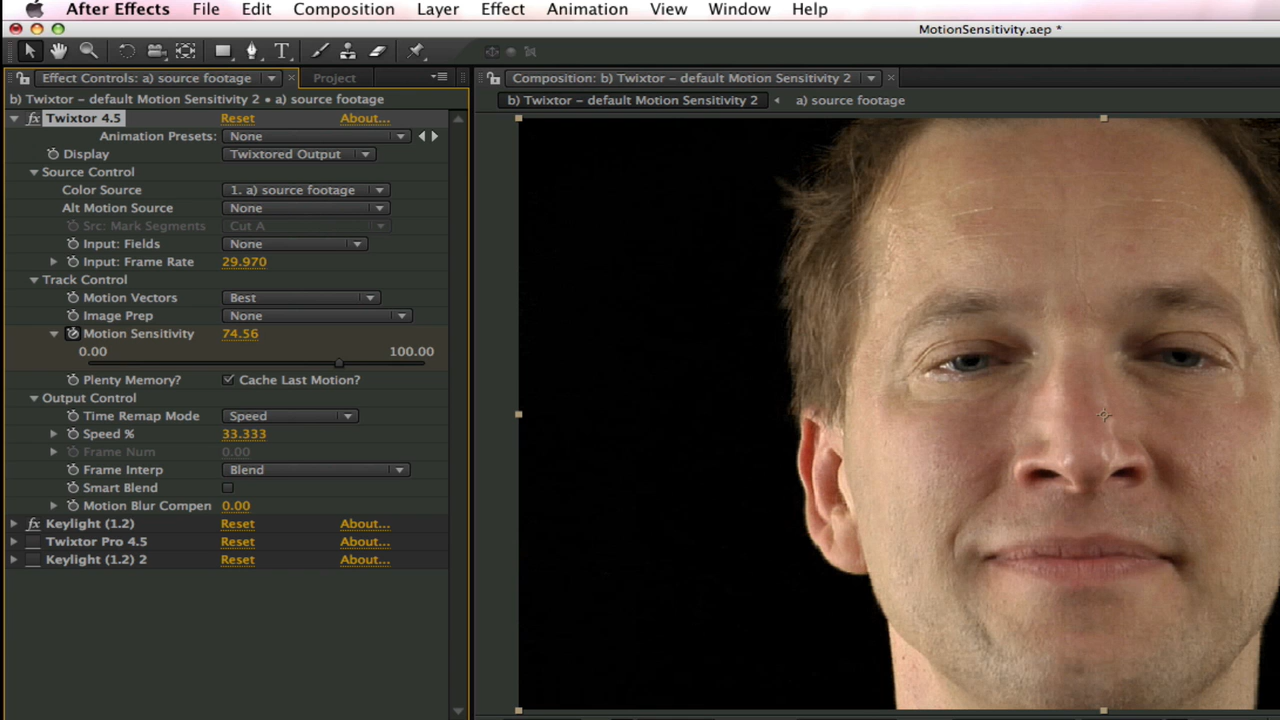 After Effects File Edit Composition Layer Effect Animation View Window Help
MotionSensitivity.aep *
Effect Controls: a) source footage Project
Composition: b) Twixtor – default Motion Sensitivity 2
b) Twixtor – default Motion Sensitivity 2 • a) source footage
b) Twixtor – default Motion Sensitivity 2 a) source footage
fx Twixtor 4.5 Reset About...
Animation Presets: None
Display Twixtored Output
Source Control
Color Source 1. a) source footage
Alt Motion Source None
Src: Mark Segments Cut A
Input: Fields None
Input: Frame Rate 29.970
Track Control
Motion Vectors Best
Image Prep None
Motion Sensitivity 74.56
0.00 100.00
Plenty Memory? Cache Last Motion?
Output Control
Time Remap Mode Speed
Speed % 33.333
Frame Num 0.00
Frame Interp Blend
Smart Blend
Motion Blur Compen 0.00
fx Keylight (1.2) Reset About...
Twixtor Pro 4.5 Reset About...
Keylight (1.2) 2 Reset About...